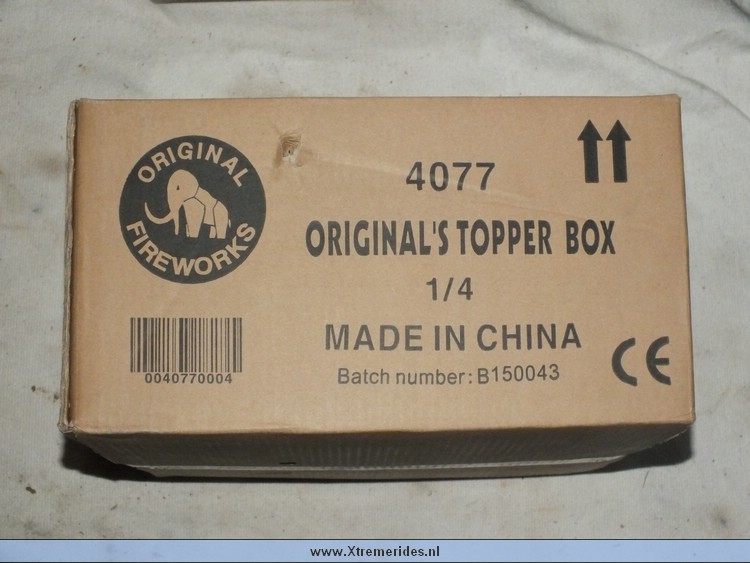 ORIGINAL
FIREWORKS
4077
ORIGINAL'S TOPPER BOX
1/4
MADE IN CHINA
Batch number: B150043
0040770004
CE
www.Xtremerides.nl